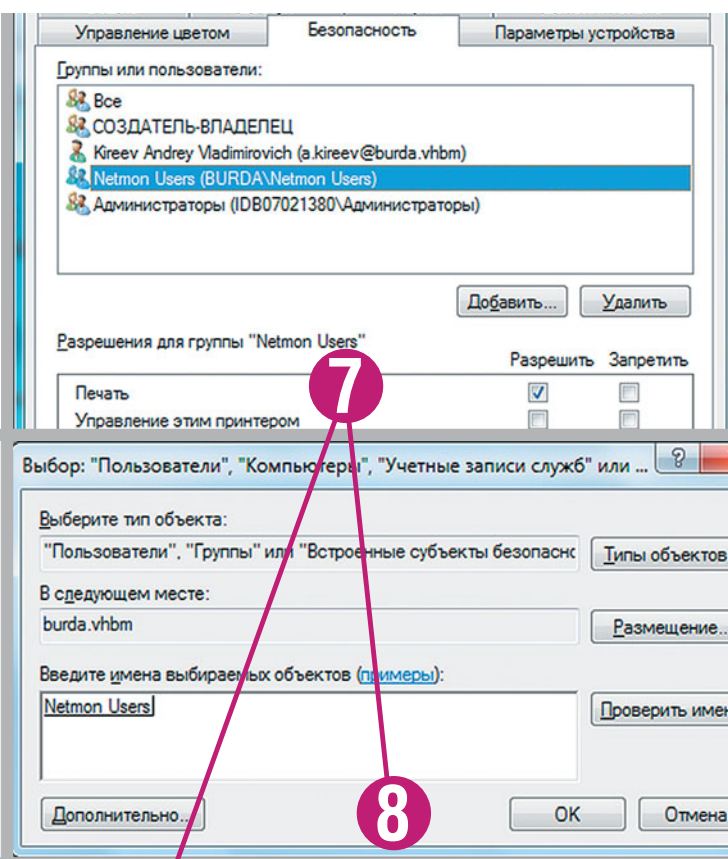 Управление цветом Безопасность Параметры устройства
Группы или пользователи:
Все
СОЗДАТЕЛЬ-ВЛАДЕЛЕЦ
Kireev Andrey Vladimirovich (a.kireev@burda.vhbm)
Netmon Users (BURDA\Netmon Users)
Администраторы (IDB07021380\Администраторы)
Добавить... Удалить
Разрешения для группы "Netmon Users"
Разрешить Запретить
7
Печать
Управление этим принтером
Выбор: "Пользователи", "Компьютеры", "Учетные записи служб" или ... ?
Выберите тип объекта:
"Пользователи", "Группы" или "Встроенные субъекты безопасно
Типы объектов
В следующем месте:
burda.vhbm
Размещение..
Введите имена выбираемых объектов (примеры):
Netmon Users
Проверить имен
8
Дополнительно... OK Отмена